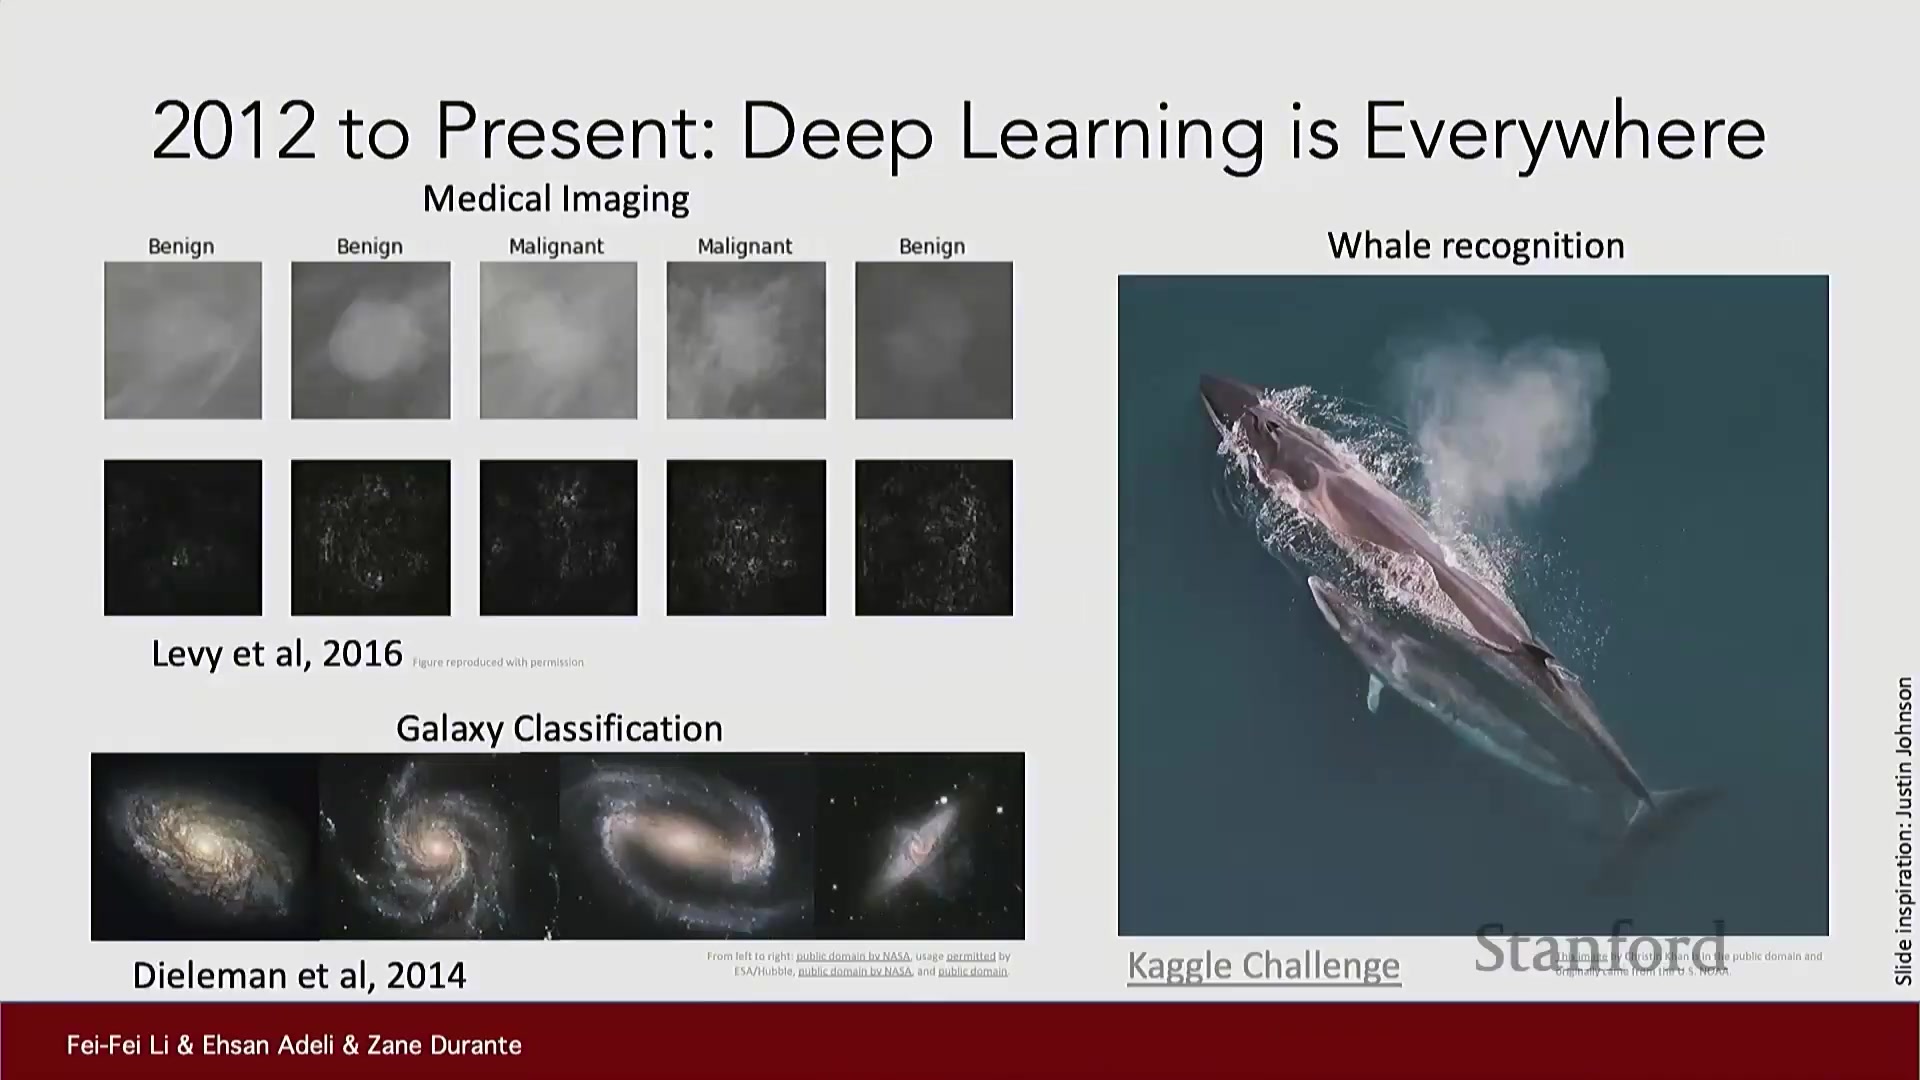 2012 to Present: Deep Learning is Everywhere
Medical Imaging
Benign Benign Malignant Malignant Benign
Levy et al, 2016 Figure reproduced with permission
Galaxy Classification
Dieleman et al, 2014
From left to right: public domain by NASA, usage permitted by
ESA/Hubble, public domain by NASA, and public domain.
Whale recognition
Kaggle Challenge
This image by Christin Khan is in the public domain and
originally came from the U.S. NOAA.
Stanford
Slide inspiration: Justin Johnson
Fei-Fei Li & Ehsan Adeli & Zane Durante